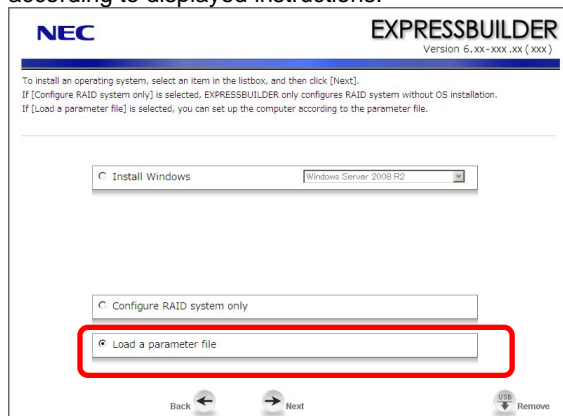 according to displayed instructions.
NEC
EXPRESSBUILDER
Version 6.xx-xxx.xx (xxx)
To install an operating system, select an item in the listbox, and then click [Next].
If [Configure RAID system only] is selected, EXPRESSBUILDER only configures RAID system without OS installation.
If [Load a parameter file] is selected, you can set up the computer according to the parameter file.
Install Windows
Windows Server 2008 R2
Configure RAID system only
Load a parameter file
Back
Next
USB
Remove